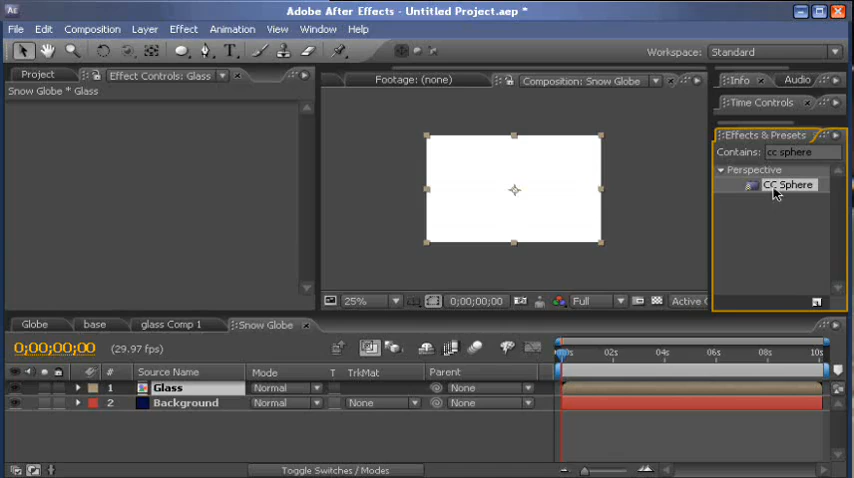 Ae
Adobe After Effects - Untitled Project.aep *
File Edit Composition Layer Effect Animation View Window Help
T Workspace: Standard
Project Effect Controls: Glass Footage: (none) Info Audio
Snow Globe * Glass Composition: Snow Globe
Time Controls
Effects & Presets
Contains: cc sphere
Perspective
CC Sphere
25% 0;00;00;00 Full Active
Globe base glass Comp 1 Snow Globe
0;00;00;00 (29.97 fps)
02s 04s 06s 08s 10s
# Source Name Mode T TrkMat Parent
1 Glass Normal None
2 Background Normal None None
Toggle Switches / Modes